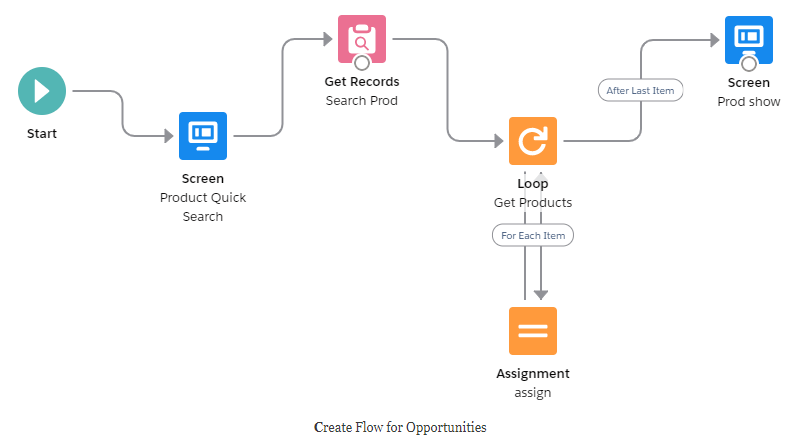 Start
Screen
Product Quick
Search
Get Records
Search Prod
Loop
Get Products
For Each Item
Assignment
assign
After Last Item
Screen
Prod show
Create Flow for Opportunities